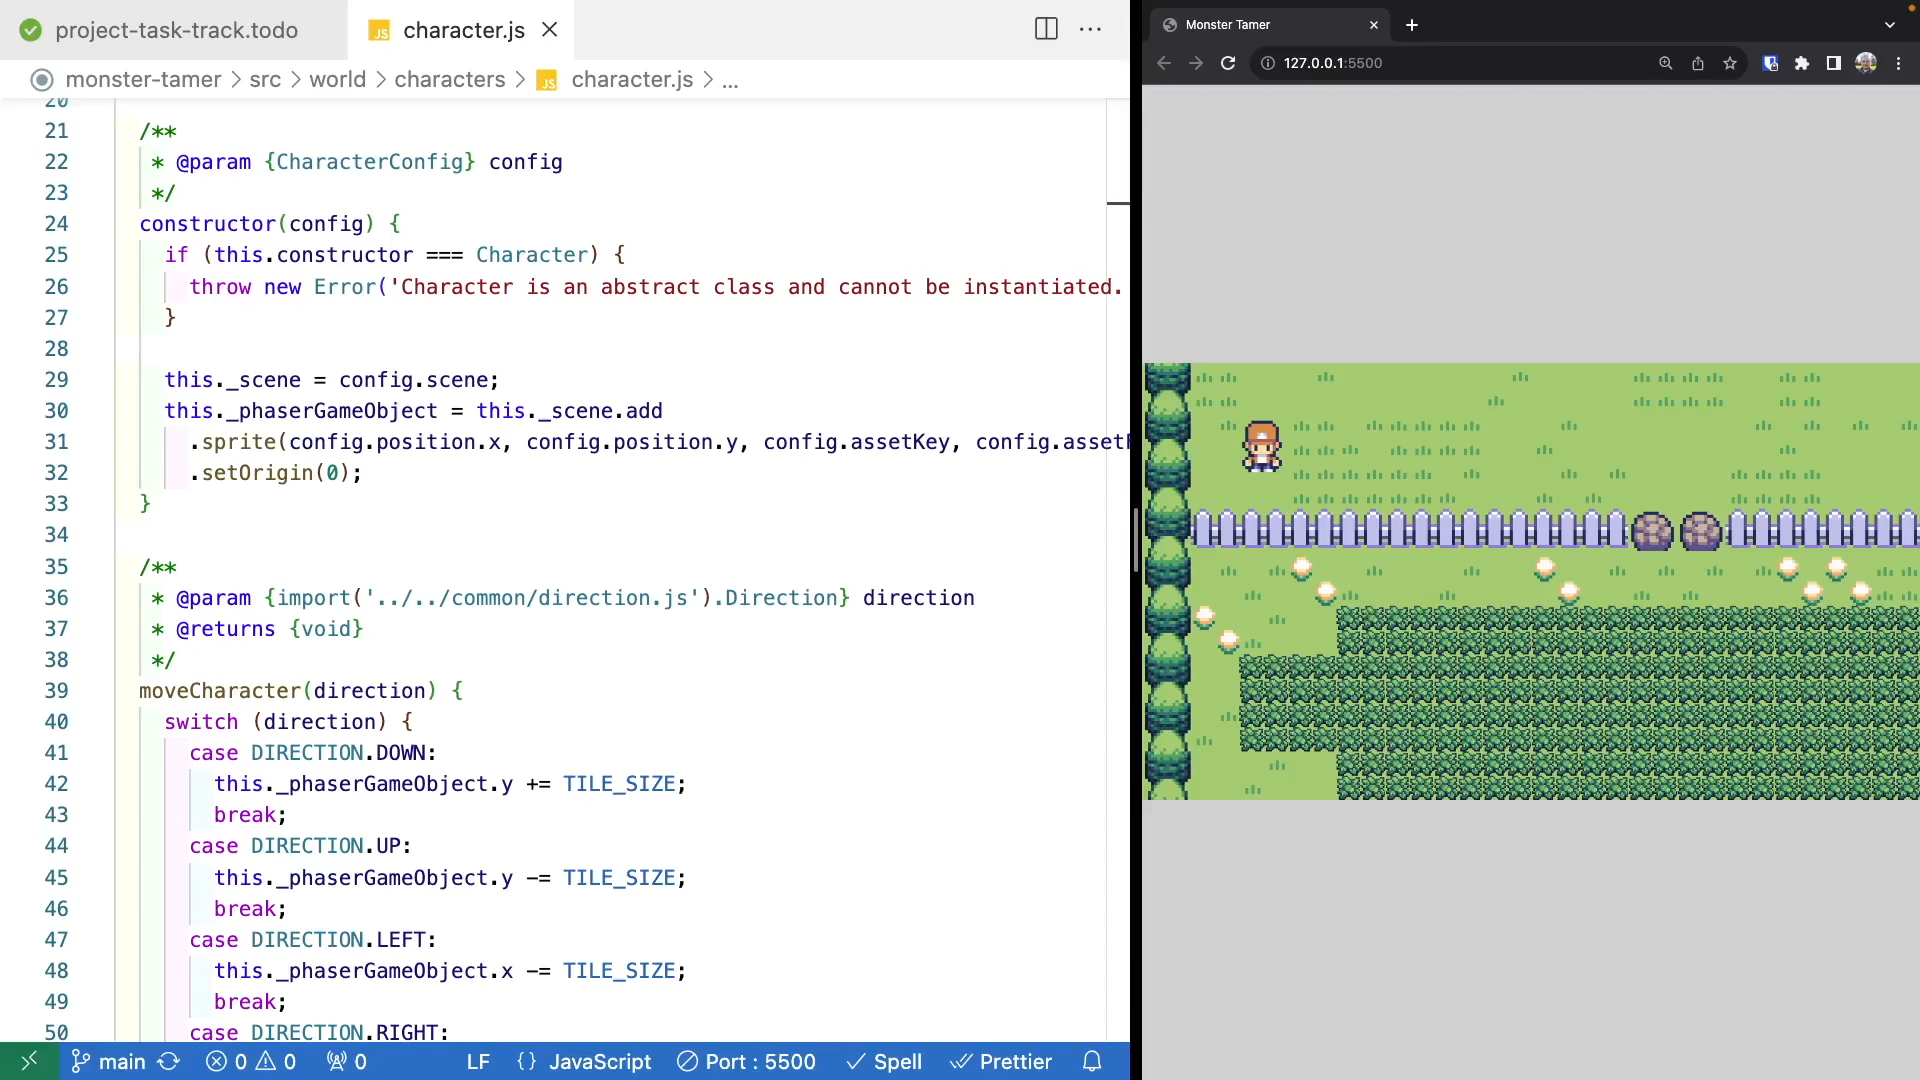 project-task-track.todo
character.js
monster-tamer > src > world > characters > character.js > ...
20
21 /**
22 * @param {CharacterConfig} config
23 */
24 constructor(config) {
25 if (this.constructor === Character) {
26 throw new Error('Character is an abstract class and cannot be instantiated.
27 }
28
29 this._scene = config.scene;
30 this._phaserGameObject = this._scene.add
31 .sprite(config.position.x, config.position.y, config.assetKey, config.asset
32 .setOrigin(0);
33 }
34
35 /**
36 * @param {import('../../common/direction.js').Direction} direction
37 * @returns {void}
38 */
39 moveCharacter(direction) {
40 switch (direction) {
41 case DIRECTION.DOWN:
42 this._phaserGameObject.y += TILE_SIZE;
43 break;
44 case DIRECTION.UP:
45 this._phaserGameObject.y -= TILE_SIZE;
46 break;
47 case DIRECTION.LEFT:
48 this._phaserGameObject.x -= TILE_SIZE;
49 break;
50 case DIRECTION.RIGHT:
main 0 0 0 LF {} JavaScript Port : 5500 Spell Prettier
Monster Tamer
127.0.0.1:5500